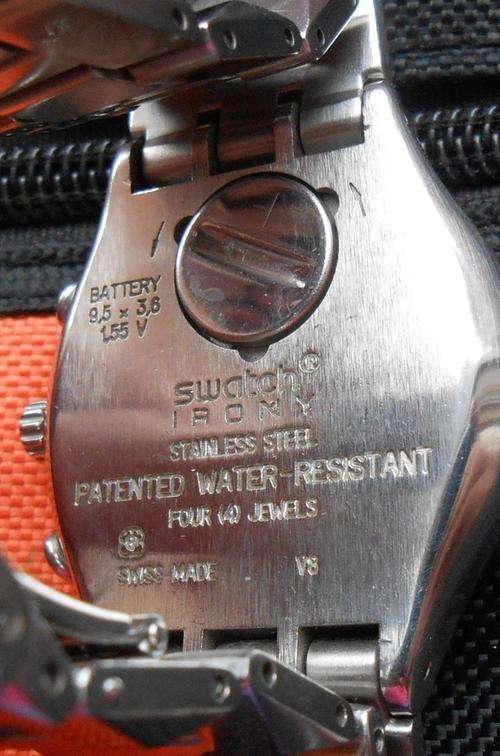 BATTERY
9,5 x 3,6
1.55 V
swatch®
IRONY
STAINLESS STEEL
PATENTED WATER-RESISTANT
FOUR (4) JEWELS
SWISS MADE V8